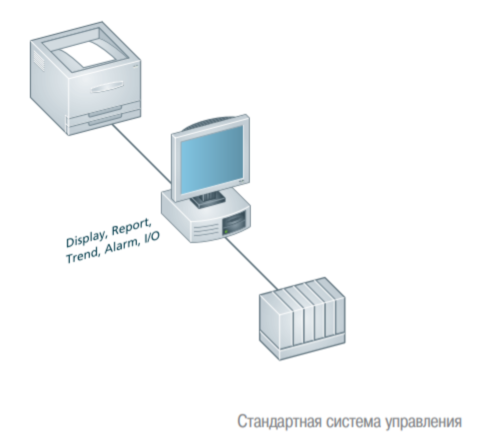 Display, Report,
Trend, Alarm, I/O
Стандартная система управления